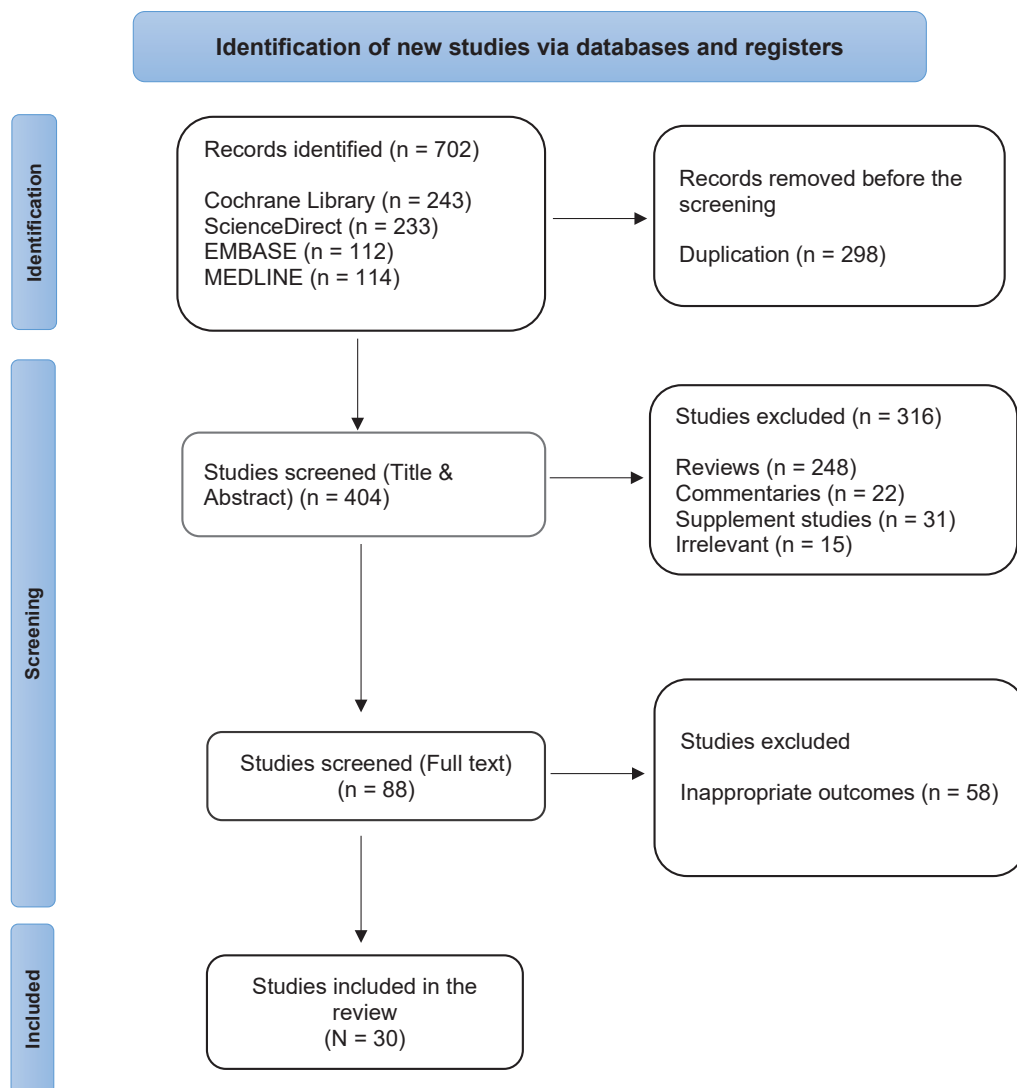 Identification of new studies via databases and registers
Identification
Records identified (n = 702)
Cochrane Library (n = 243)
ScienceDirect (n = 233)
EMBASE (n = 112)
MEDLINE (n = 114)
Records removed before the
screening
Duplication (n = 298)
Screening
Studies screened (Title &
Abstract) (n = 404)
Studies excluded (n = 316)
Reviews (n = 248)
Commentaries (n = 22)
Supplement studies (n = 31)
Irrelevant (n = 15)
Studies screened (Full text)
(n = 88)
Studies excluded
Inappropriate outcomes (n = 58)
Included
Studies included in the
review
(N = 30)